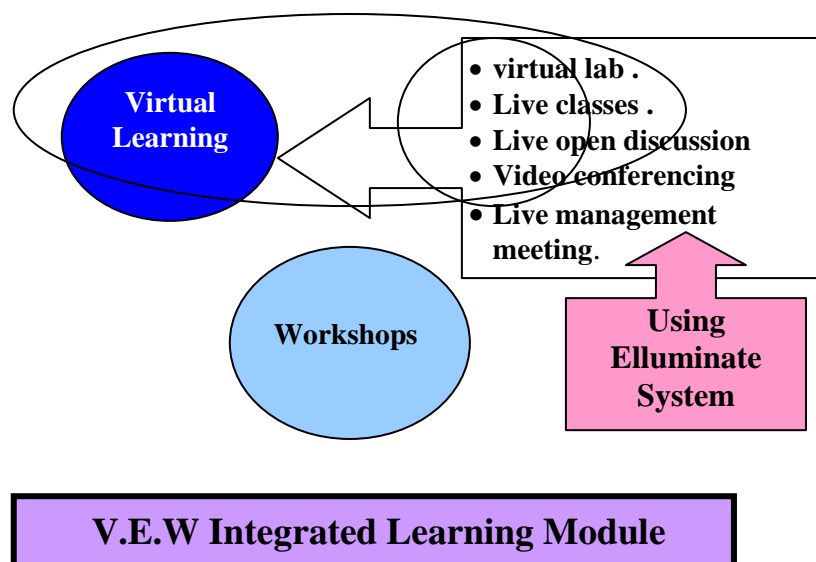 Virtual
Learning
• virtual lab .
• Live classes .
• Live open discussion
• Video conferencing
• Live management
meeting.
Workshops
Using
Elluminate
System
V.E.W Integrated Learning Module